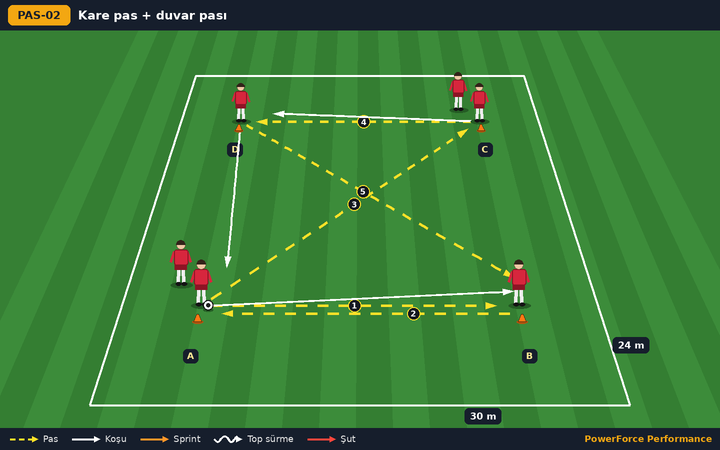 PAS-02 Kare pas + duvar pası
4
D
C
5
3
1
2
24 m
A
B
30 m
Pas Koşu Sprint Top sürme Şut PowerForce Performance